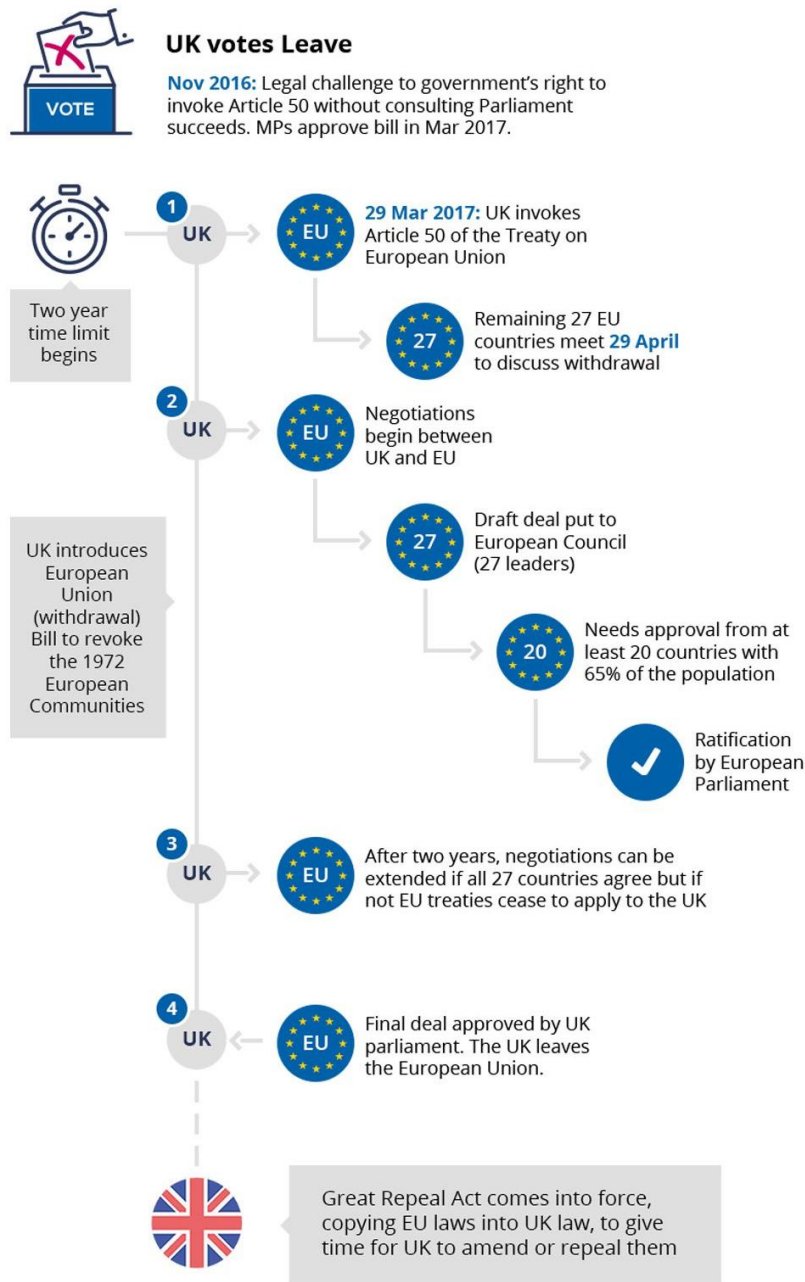 UK votes Leave
Nov 2016: Legal challenge to government’s right to
invoke Article 50 without consulting Parliament
succeeds. MPs approve bill in Mar 2017.
VOTE
1
UK
EU
29 Mar 2017: UK invokes
Article 50 of the Treaty on
European Union
Two year
time limit
begins
27
Remaining 27 EU
countries meet 29 April
to discuss withdrawal
2
UK
EU
Negotiations
begin between
UK and EU
27
Draft deal put to
European Council
(27 leaders)
UK introduces
European
Union
(withdrawal)
Bill to revoke
the 1972
European
Communities
20
Needs approval from at
least 20 countries with
65% of the population
Ratification
by European
Parliament
3
UK
EU
After two years, negotiations can be
extended if all 27 countries agree but if
not EU treaties cease to apply to the UK
4
UK
EU
Final deal approved by UK
parliament. The UK leaves
the European Union.
Great Repeal Act comes into force,
copying EU laws into UK law, to give
time for UK to amend or repeal them